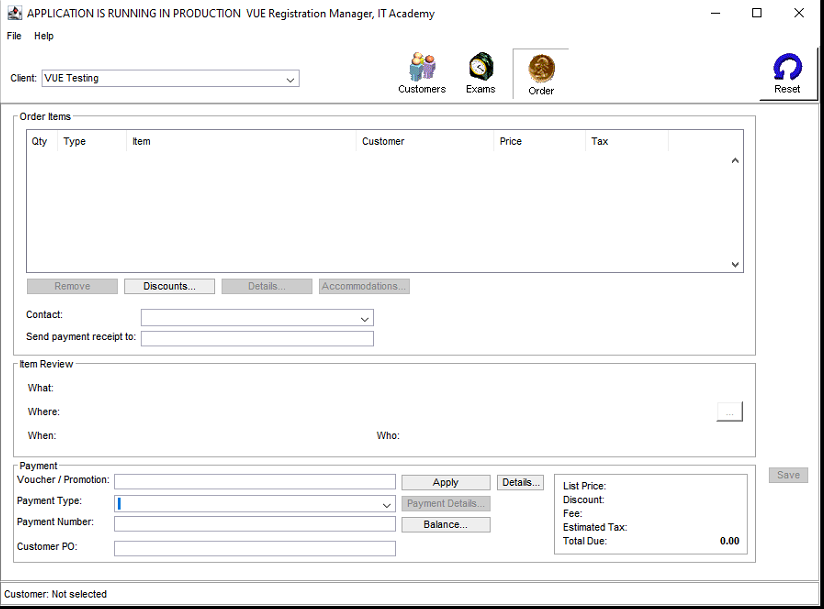 APPLICATION IS RUNNING IN PRODUCTION  VUE Registration Manager, IT Academy
File Help
Client: VUE Testing
Customers Exams Order Reset
Order Items
Qty Type Item Customer Price Tax
Remove Discounts... Details... Accommodations...
Contact:
Send payment receipt to:
Item Review
What:
Where: ...
When: Who:
Payment
Voucher / Promotion: Apply Details...
Payment Type: Payment Details...
Payment Number: Balance...
Customer PO:
List Price:
Discount:
Fee:
Estimated Tax:
Total Due: 0.00
Save
Customer: Not selected